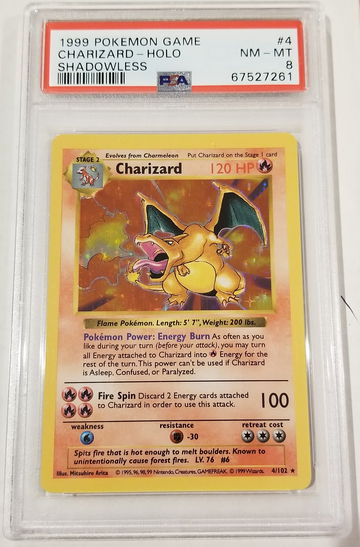 1999 POKEMON GAME #4
CHARIZARD - HOLO NM - MT
SHADOWLESS 8
PSA 67527261
STAGE 2 Evolves from Charmeleon Put Charizard on the Stage 1 card
Charizard 120 HP
Flame Pokémon. Length: 5' 7", Weight: 200 lbs.
Pokémon Power: Energy Burn As often as you
like during your turn (before your attack), you may turn
all Energy attached to Charizard into Energy for the
rest of the turn. This power can't be used if Charizard
is Asleep, Confused, or Paralyzed.
Fire Spin Discard 2 Energy cards attached
to Charizard in order to use this attack. 100
weakness resistance retreat cost
-30
Spits fire that is hot enough to melt boulders. Known to
unintentionally cause forest fires. LV. 76 #6
Illus. Mitsuhiro Arita © 1995, 96, 98, 99 Nintendo, Creatures, GAMEFREAK. © 1999 Wizards. 4/102 ★